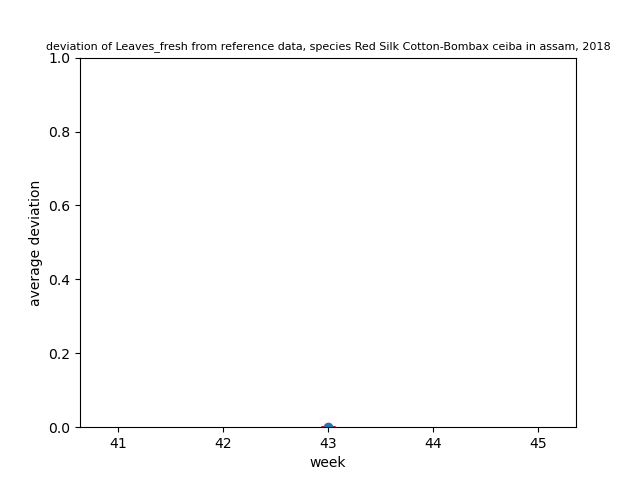 deviation of Leaves_fresh from reference data, species Red Silk Cotton-Bombax ceiba in assam, 2018
1.0
0.8
0.6
0.4
0.2
0.0
average deviation
41 42 43 44 45
week